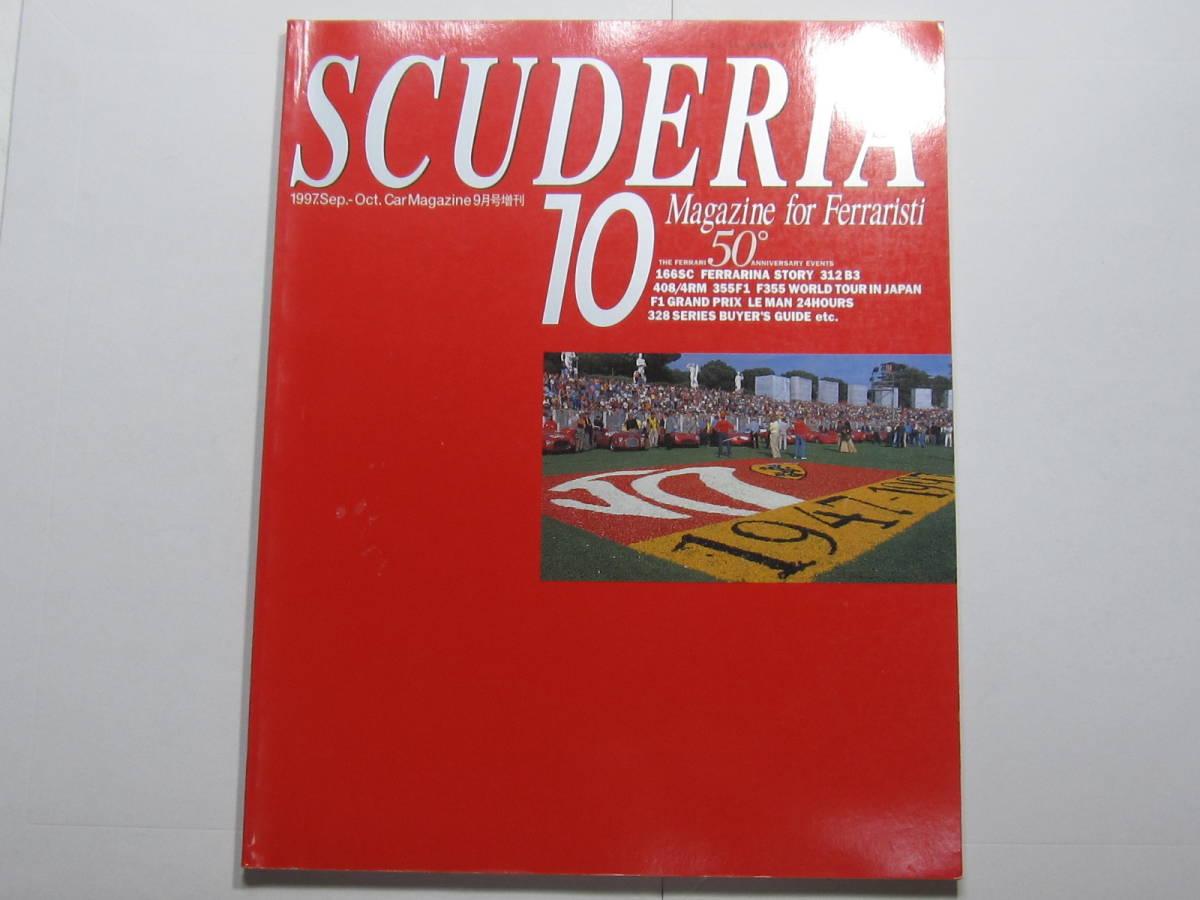 SCUDERIA
1997.Sep.-Oct. Car Magazine 9月号増刊
10
Magazine for Ferraristi
THE FERRARI 50° ANNIVERSARY EVENTS
166SC FERRARINA STORY 312 B3
408/4RM 355F1 F355 WORLD TOUR IN JAPAN
F1 GRAND PRIX LE MAN 24HOURS
328 SERIES BUYER'S GUIDE etc.
50
1947-1997